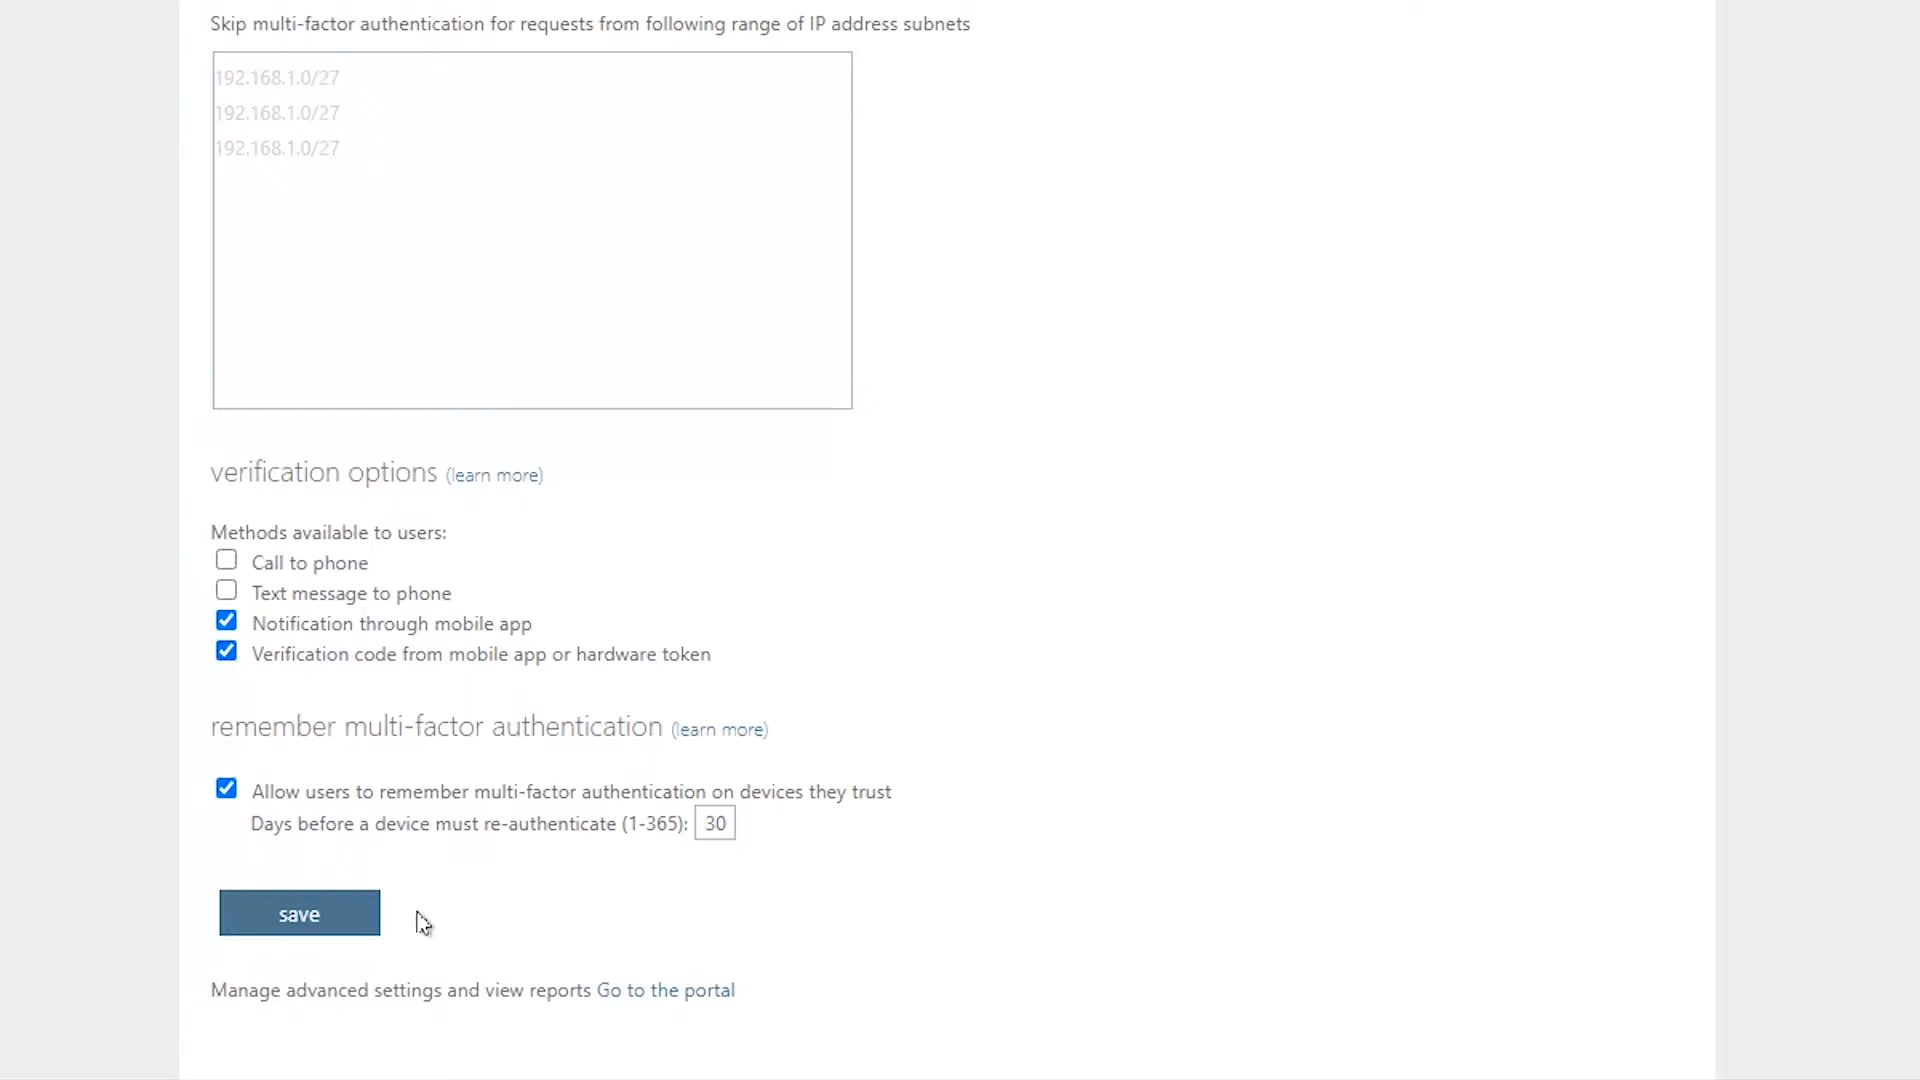 Skip multi-factor authentication for requests from following range of IP address subnets
192.168.1.0/27
192.168.1.0/27
192.168.1.0/27
verification options (learn more)
Methods available to users:
Call to phone
Text message to phone
Notification through mobile app
Verification code from mobile app or hardware token
remember multi-factor authentication (learn more)
Allow users to remember multi-factor authentication on devices they trust
Days before a device must re-authenticate (1-365): 30
save
Manage advanced settings and view reports Go to the portal